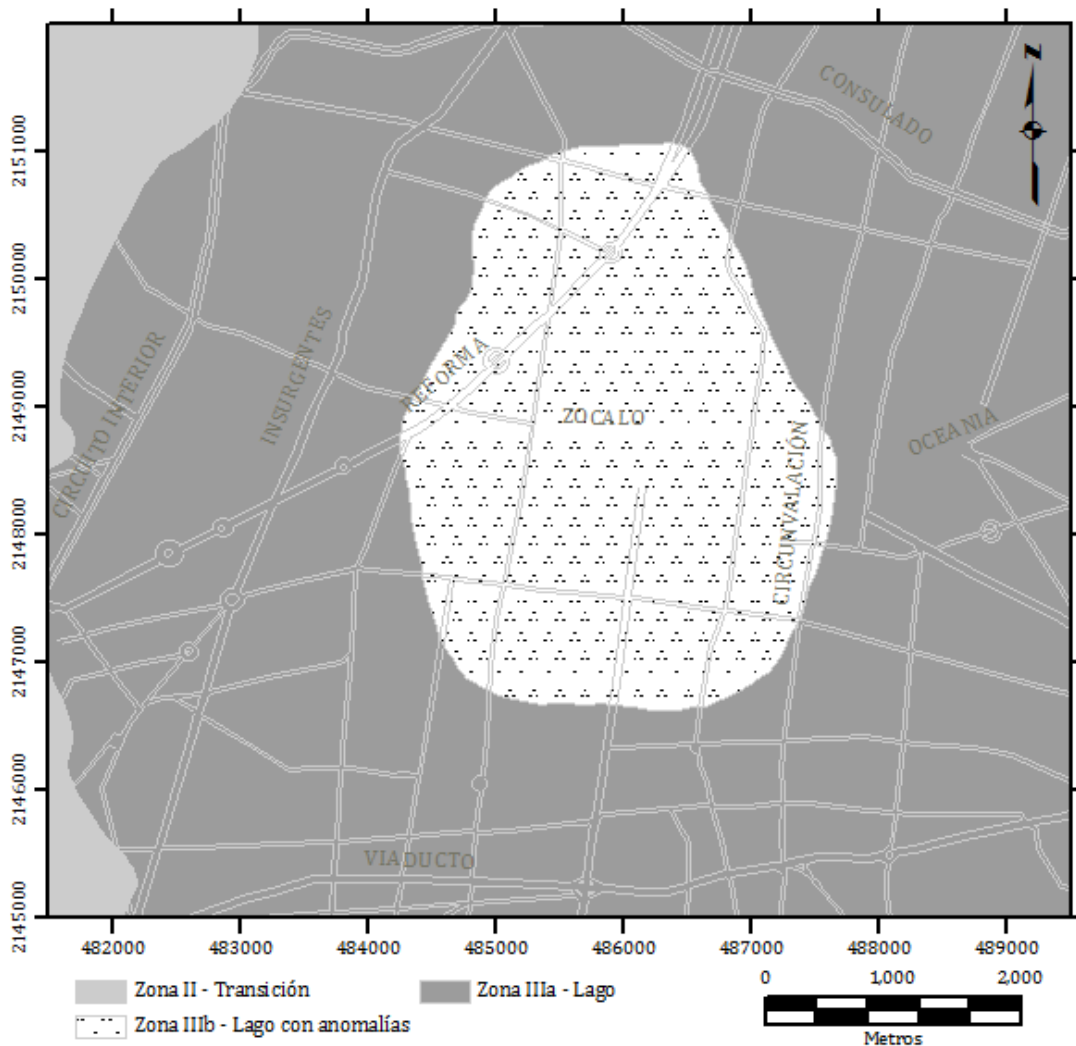 N
CONSULADO
2151000
2150000
2149000
2148000
2147000
2146000
2145000
CIRCUITO INTERIOR
INSURGENTES
REFORMA
ZOCALO
CIRCUNVALACIÓN
OCEANIA
VIADUCTO
482000 483000 484000 485000 486000 487000 488000 489000
Zona II - Transición
Zona IIIa - Lago
Zona IIIb - Lago con anomalías
0 1,000 2,000
Metros